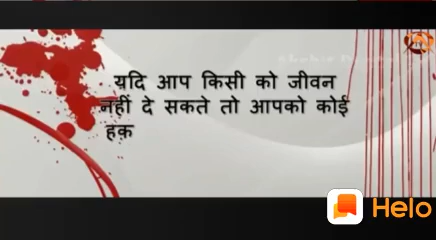 यदि आप किसी को जीवन
नहीं दे सकते तो आपको कोई
हक
Helo